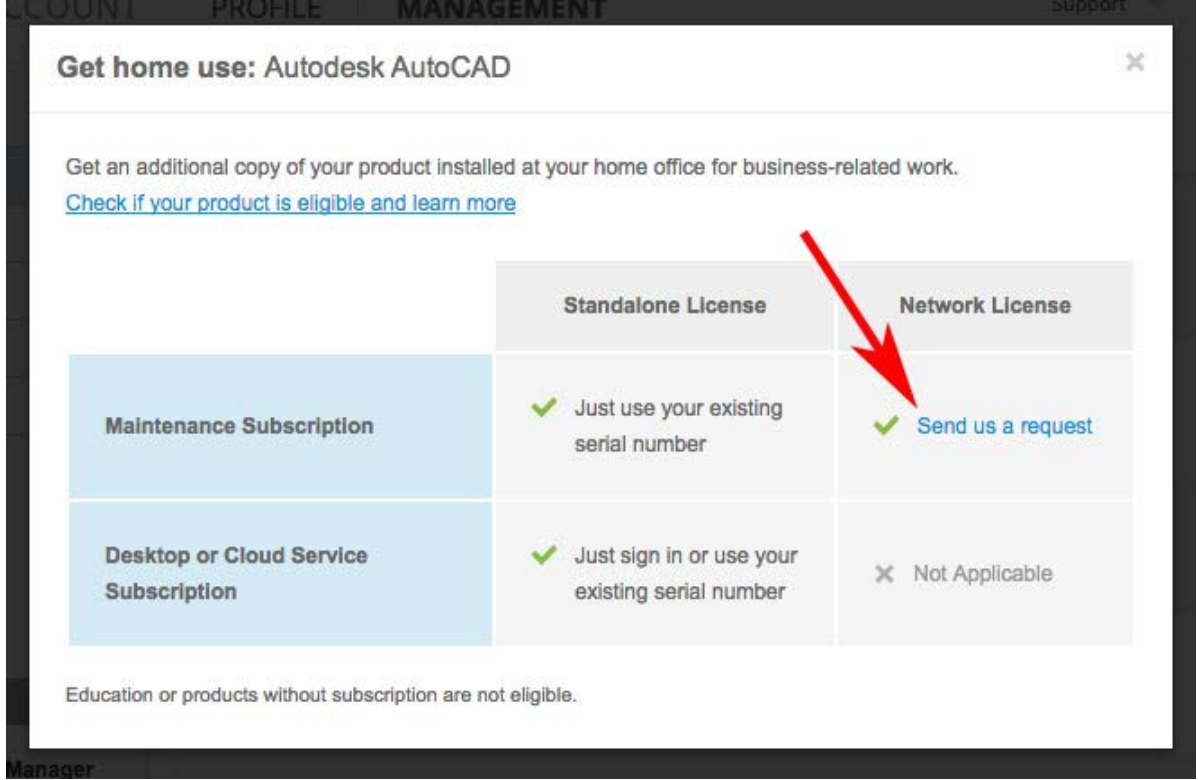 COUNT PROFILE MANAGEMENT Support
Get home use: Autodesk AutoCAD
Get an additional copy of your product installed at your home office for business-related work.
Check if your product is eligible and learn more
Standalone License Network License
Maintenance Subscription
Just use your existing
serial number
Send us a request
Desktop or Cloud Service
Subscription
Just sign in or use your
existing serial number
Not Applicable
Education or products without subscription are not eligible.
Manager